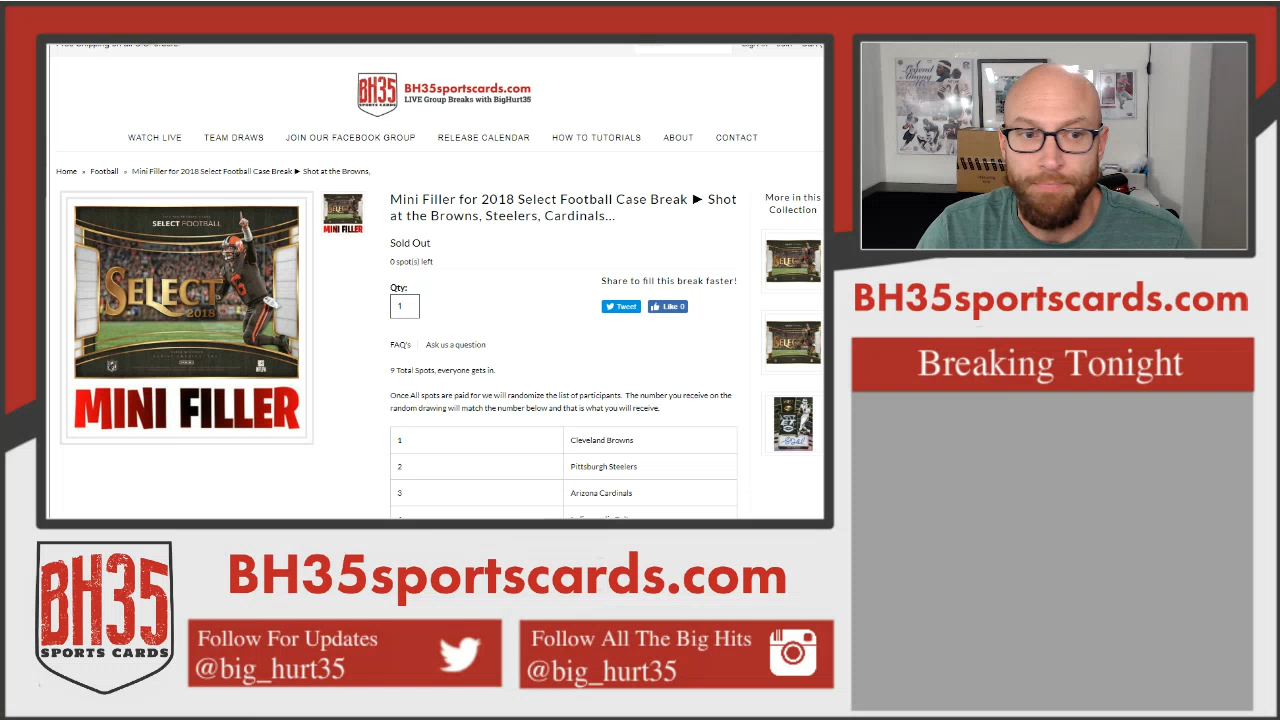 BH35
SPORTS CARDS
BH35sportscards.com
LIVE Group Breaks with BigHurt35
WATCH LIVE
TEAM DRAWS
JOIN OUR FACEBOOK GROUP
RELEASE CALENDAR
HOW TO TUTORIALS
ABOUT
CONTACT
Home
Football
Mini Filler for 2018 Select Football Case Break ► Shot at the Browns,
SELECT FOOTBALL
SELECT
2018
MINI FILLER
MINI FILLER
Mini Filler for 2018 Select Football Case Break ► Shot
at the Browns, Steelers, Cardinals...
Sold Out
0 spot(s) left
Share to fill this break faster!
Qty:
1
Tweet
Like 0
FAQ's
Ask us a question
9 Total Spots, everyone gets in.
Once All spots are paid for we will randomize the list of participants. The number you receive on the
random drawing will match the number below and that is what you will receive.
1 Cleveland Browns
2 Pittsburgh Steelers
3 Arizona Cardinals
More in this
Collection
BH35sportscards.com
Breaking Tonight
BH35
SPORTS CARDS
BH35sportscards.com
Follow For Updates
@big_hurt35
Follow All The Big Hits
@big_hurt35